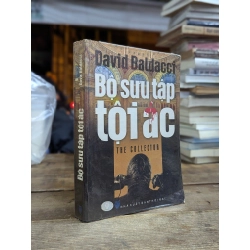 David Baldacci
Bộ sưu tập
tội ác
THE COLLECTION
Bộ sưu tập tội ác